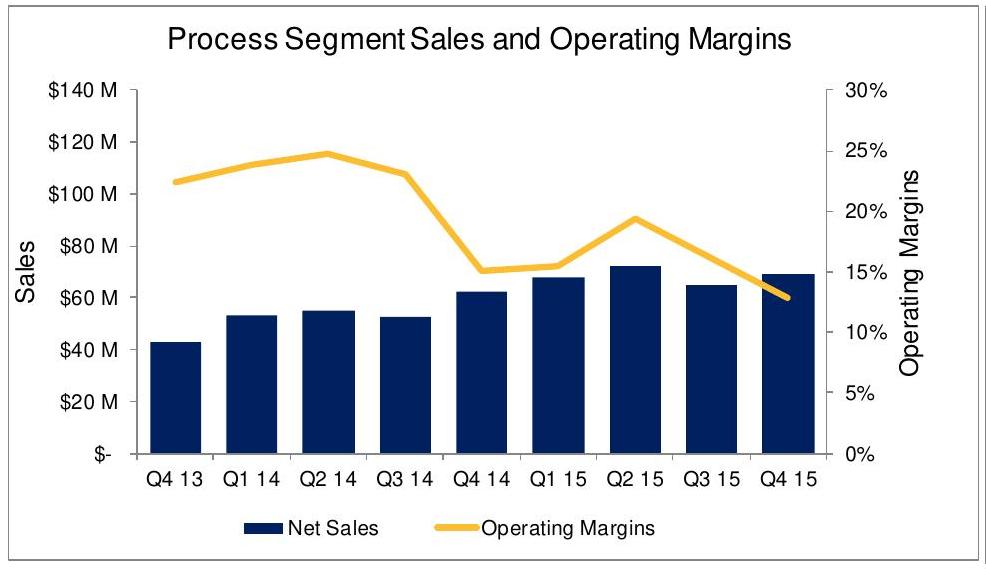 Process Segment Sales and Operating Margins
$140 M
$120 M
$100 M
$80 M
$60 M
$40 M
$20 M
$-
Sales
30%
25%
20%
15%
10%
5%
0%
Operating Margins
Q4 13 Q1 14 Q2 14 Q3 14 Q4 14 Q1 15 Q2 15 Q3 15 Q4 15
Net Sales Operating Margins